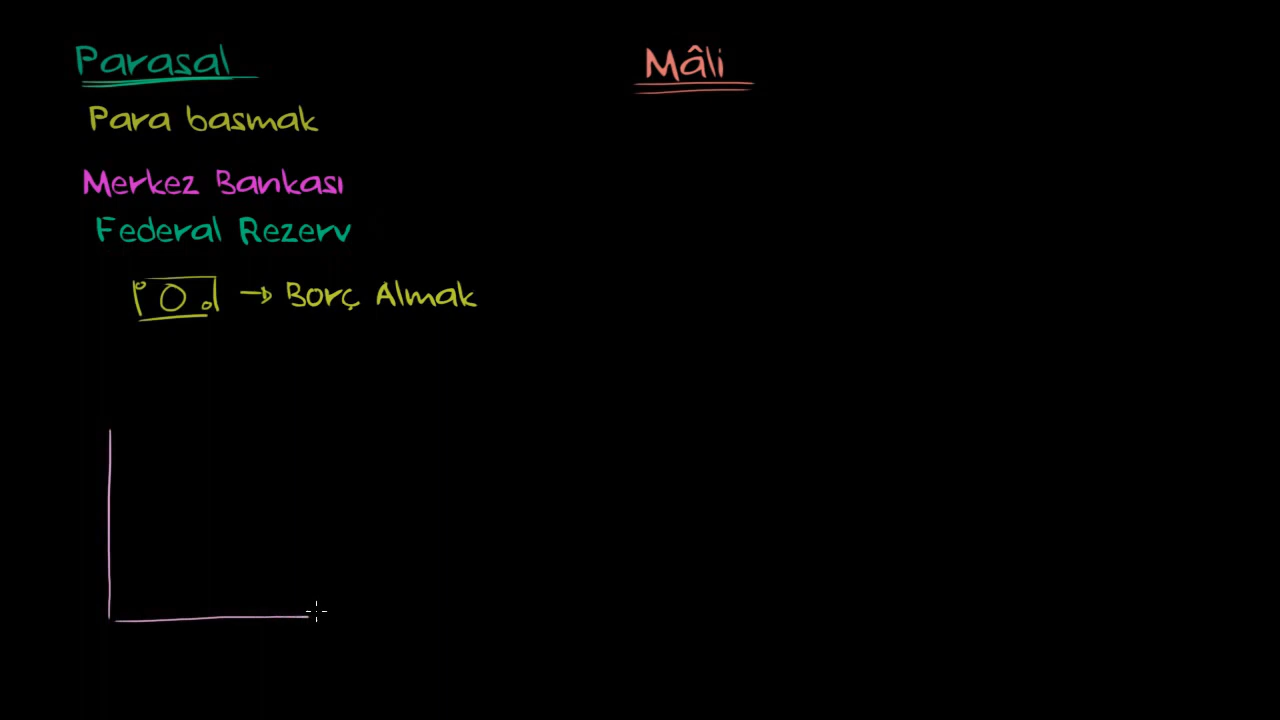 Parasal
Mâli
Para basmak
Merkez Bankası
Federal Rezerv
→ Borç Almak